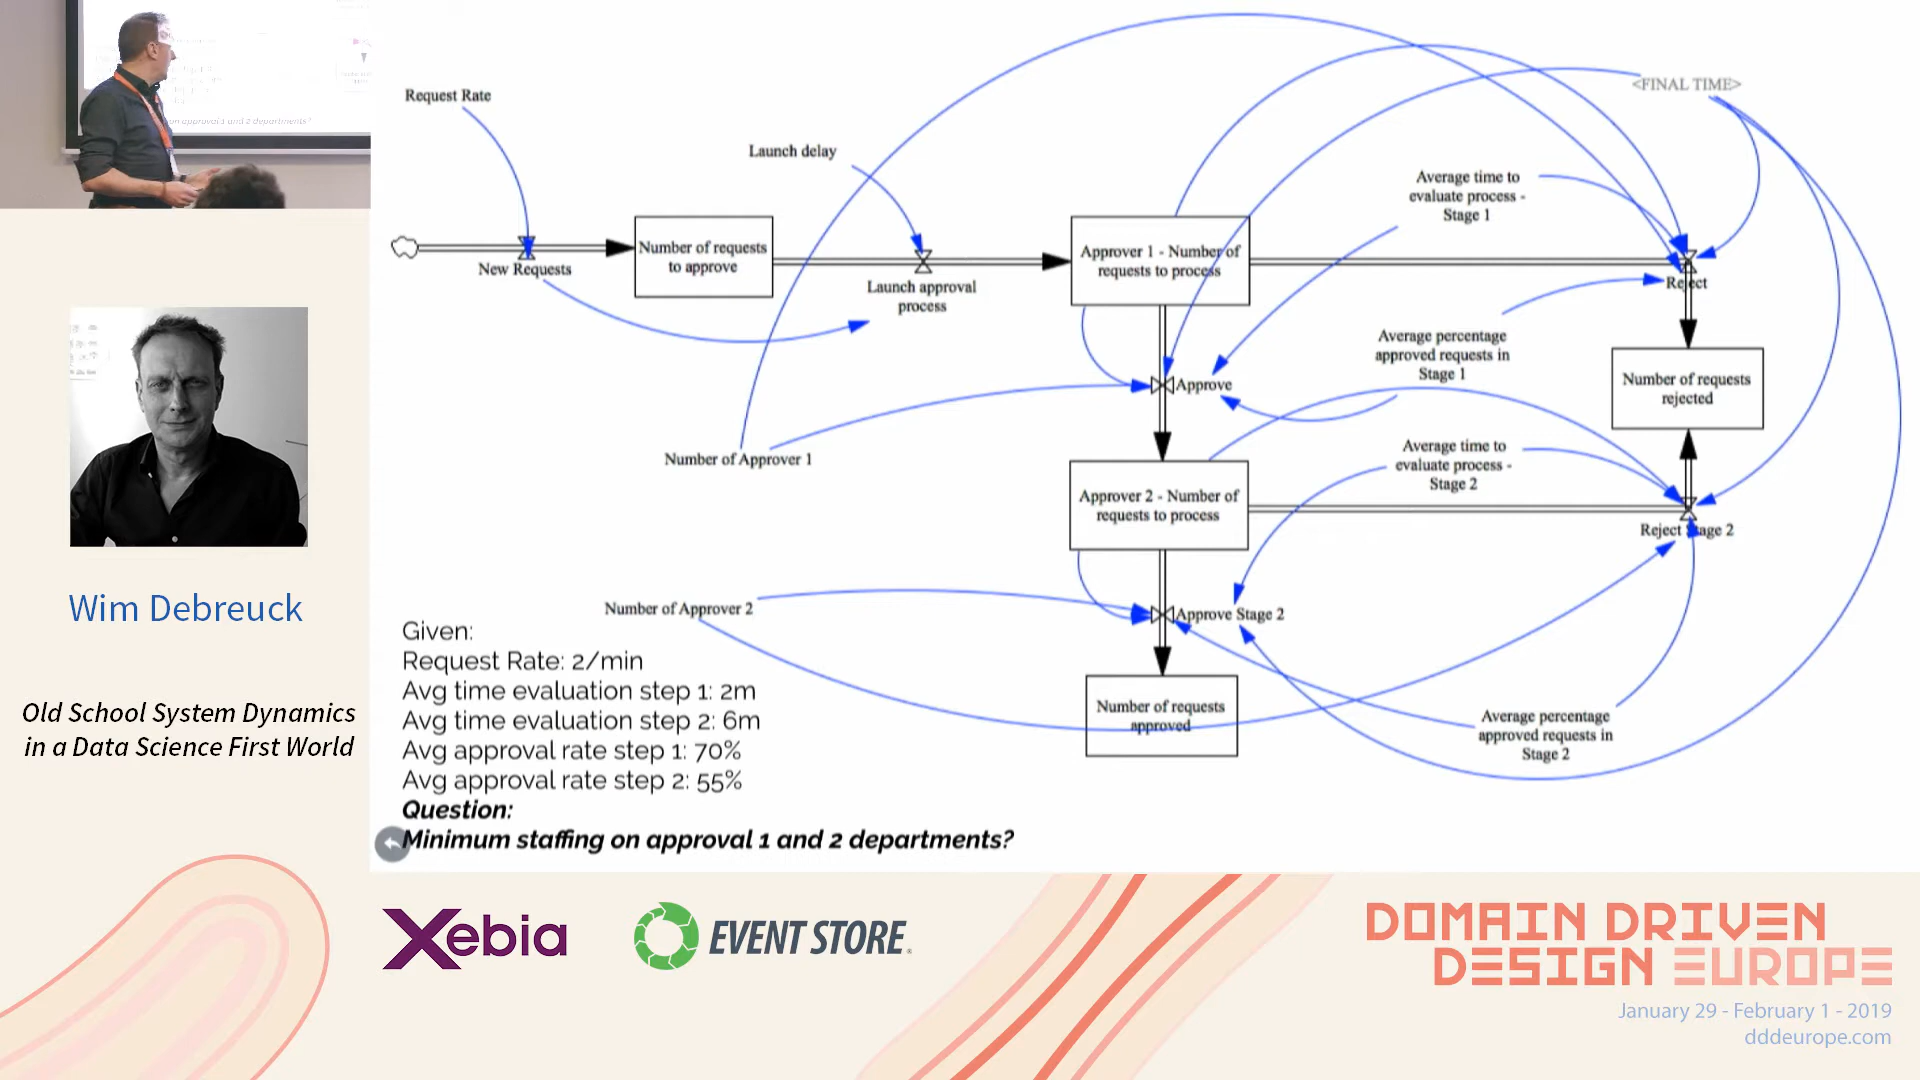 an approval 1 and 2 departments?
Request Rate
Launch delay
<FINAL TIME>
Average time to
evaluate process -
Stage 1
New Requests
Number of requests
to approve
Launch approval
process
Approver 1 - Number of
requests to process
Reject
Average percentage
approved requests in
Stage 1
Number of requests
rejected
Approve
Number of Approver 1
Average time to
evaluate process -
Stage 2
Approver 2 - Number of
requests to process
Reject Stage 2
Number of Approver 2
Approve Stage 2
Number of requests
approved
Average percentage
approved requests in
Stage 2
Given:
Request Rate: 2/min
Avg time evaluation step 1: 2m
Avg time evaluation step 2: 6m
Avg approval rate step 1: 70%
Avg approval rate step 2: 55%
Question:
Minimum staffing on approval 1 and 2 departments?
Wim Debreuck
Old School System Dynamics
in a Data Science First World
Xebia
EVENT STORE
DOMAIN DRIVEN
DESIGN EUROPE
January 29 - February 1 - 2019
dddeurope.com